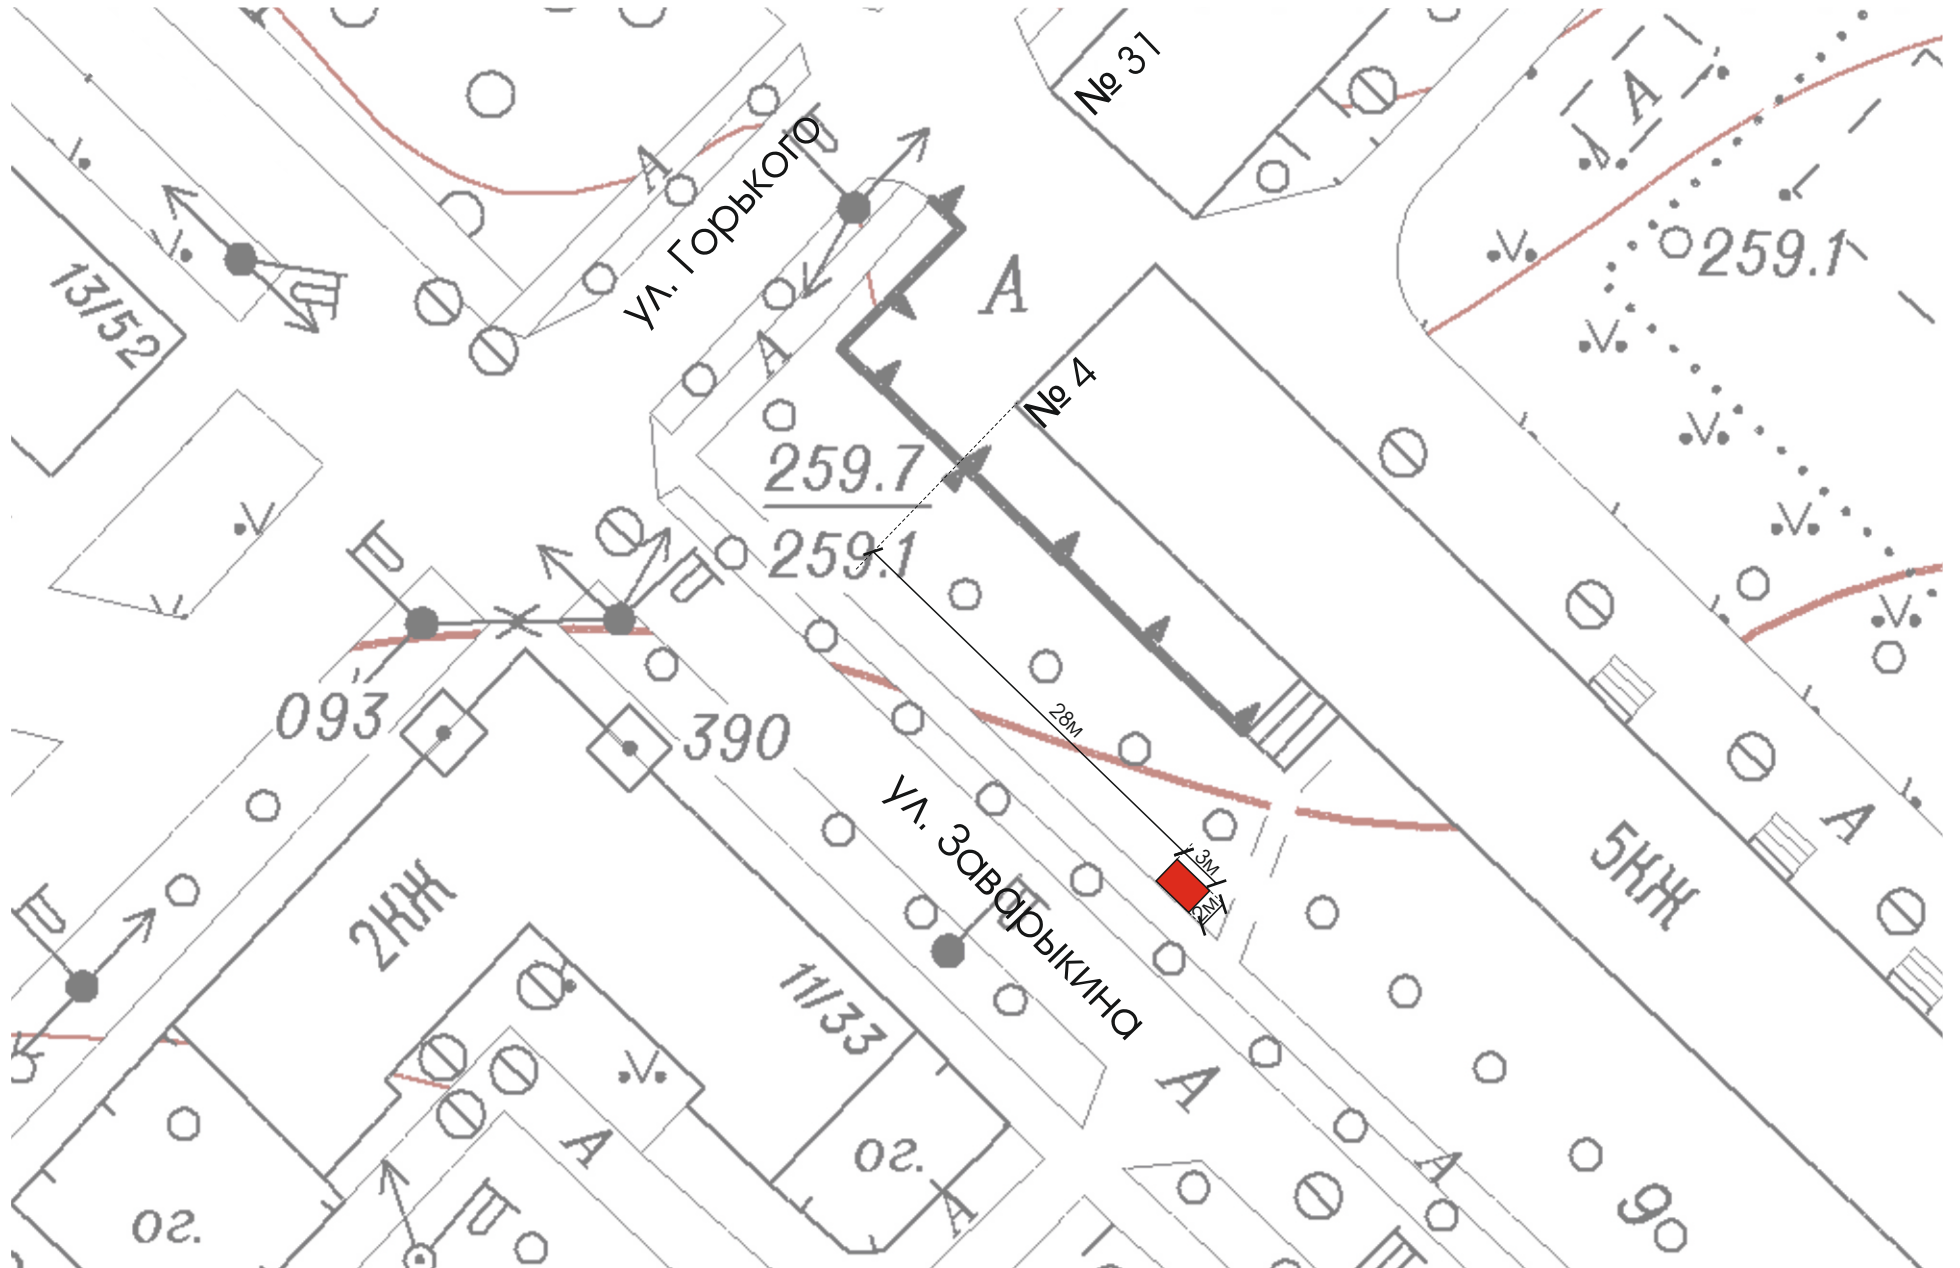 № 31
А
ул. Горького
А
259.1
13/52
А
А
№ 4
259.7
259.1
093
390
28м
ул. Заварыкина
3м
2м
5КЖ
А
2КЖ
11/33
А
А
А
ог.
ог.
А
9